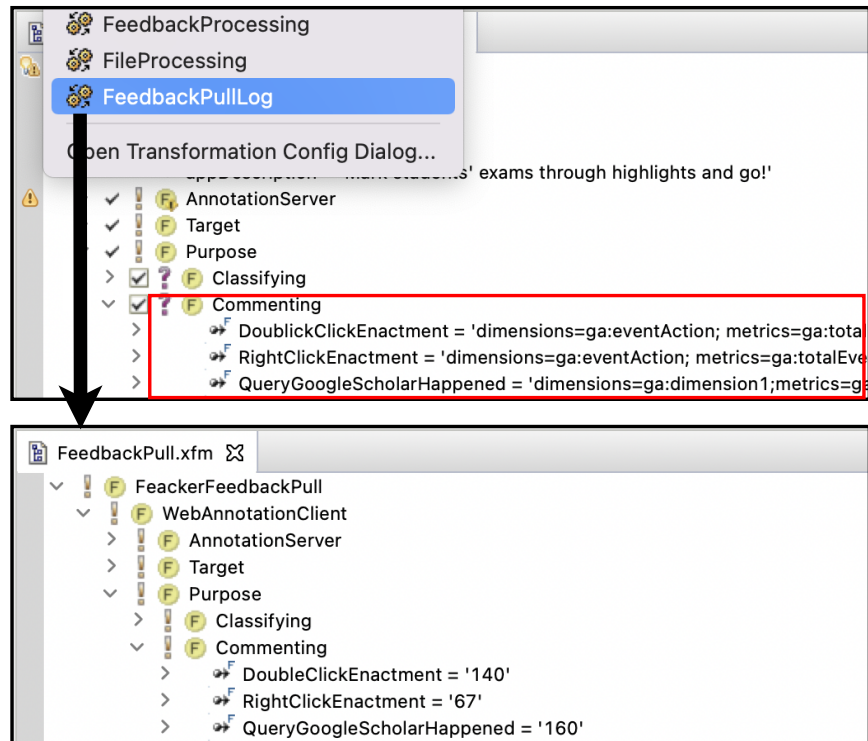 FeedbackProcessing
FileProcessing
FeedbackPullLog
Open Transformation Config Dialog...
students' exams through highlights and go!'
AnnotationServer
Target
Purpose
Classifying
Commenting
DoublickClickEnactment = 'dimensions=ga:eventAction; metrics=ga:tota
RightClickEnactment = 'dimensions=ga:eventAction; metrics=ga:totalEve
QueryGoogleScholarHappened = 'dimensions=ga:dimension1;metrics=ga
FeedbackPull.xfm
FeackerFeedbackPull
WebAnnotationClient
AnnotationServer
Target
Purpose
Classifying
Commenting
DoubleClickEnactment = '140'
RightClickEnactment = '67'
QueryGoogleScholarHappened = '160'